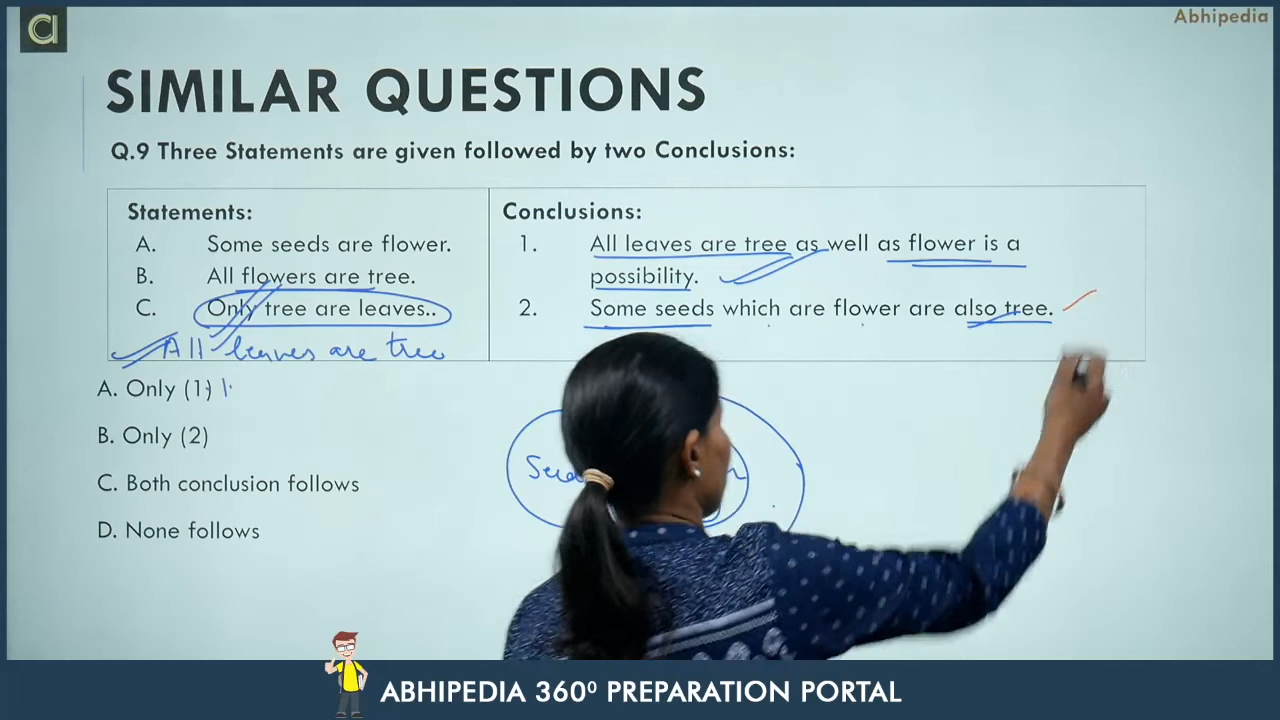 Abhipedia
SIMILAR QUESTIONS
Q.9 Three Statements are given followed by two Conclusions:
Statements:
A. Some seeds are flower.
B. All flowers are tree.
C. Only tree are leaves..
All leaves are tree
Conclusions:
1. All leaves are tree as well as flower is a
possibility.
2. Some seeds which are flower are also tree.
A. Only (1)
B. Only (2)
C. Both conclusion follows
D. None follows
ABHIPEDIA 360⁰ PREPARATION PORTAL